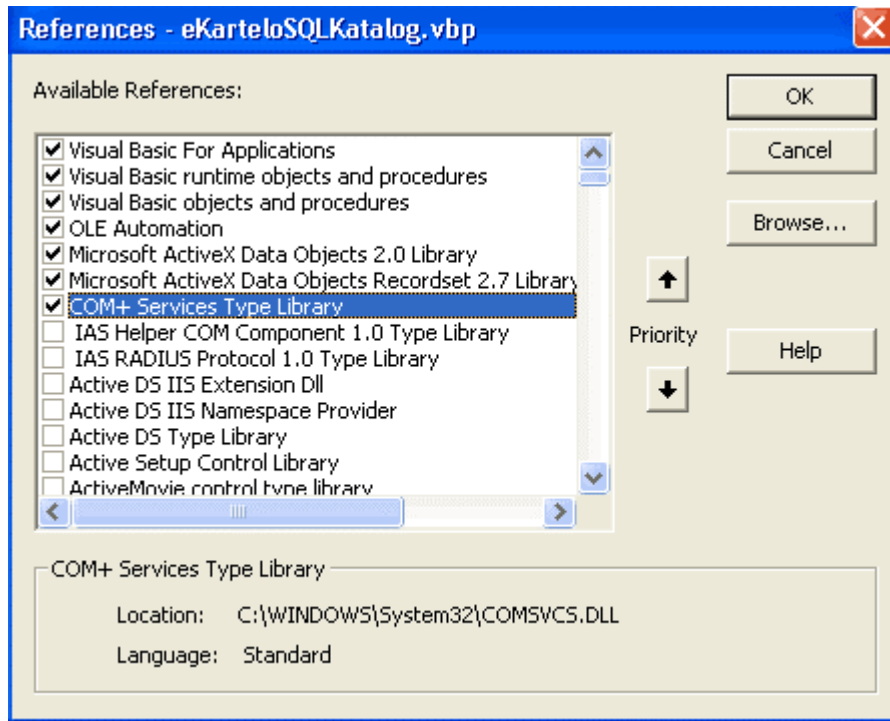 References - eKarteloSQLKatalog.vbp
Available References:
Visual Basic For Applications
Visual Basic runtime objects and procedures
Visual Basic objects and procedures
OLE Automation
Microsoft ActiveX Data Objects 2.0 Library
Microsoft ActiveX Data Objects Recordset 2.7 Library
COM+ Services Type Library
IAS Helper COM Component 1.0 Type Library
IAS RADIUS Protocol 1.0 Type Library
Active DS IIS Extension Dll
Active DS IIS Namespace Provider
Active DS Type Library
Active Setup Control Library
ActiveMovie control type library
OK
Cancel
Browse...
Priority
Help
COM+ Services Type Library
Location: C:\WINDOWS\System32\COMSVCS.DLL
Language: Standard